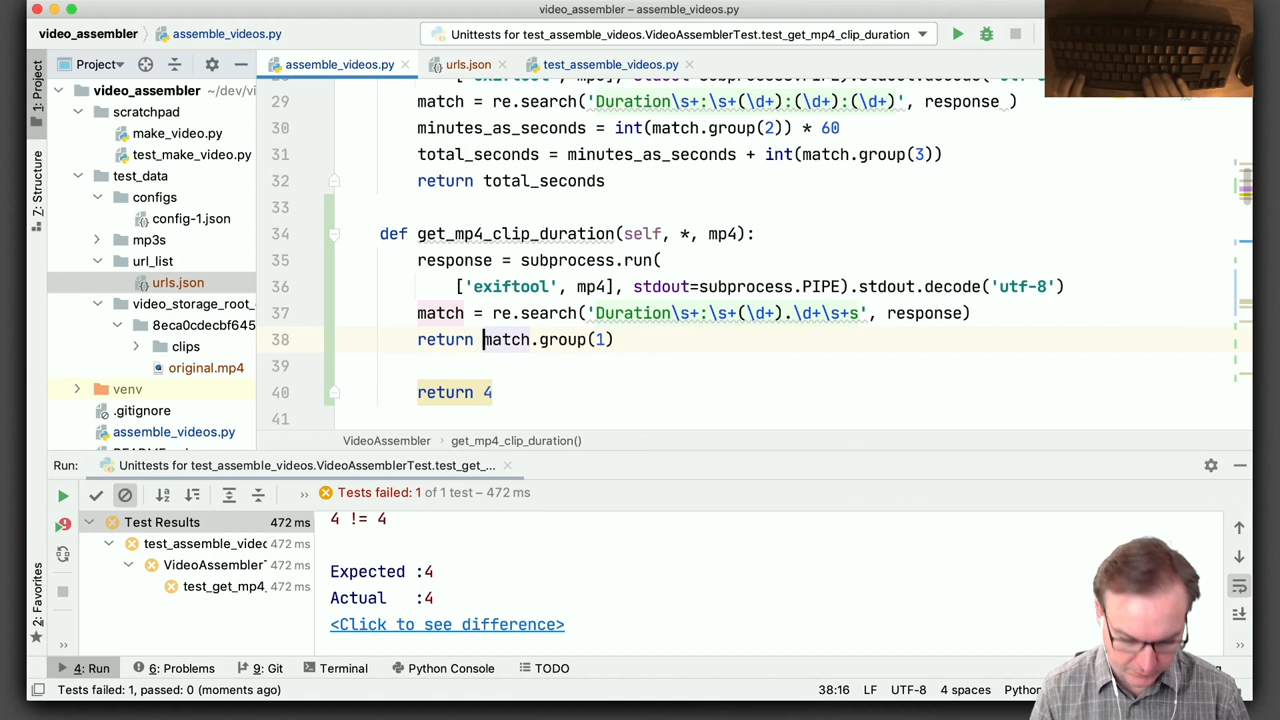 video_assembler – assemble_videos.py
video_assembler
assemble_videos.py
Unittests for test_assemble_videos.VideoAssemblerTest.test_get_mp4_clip_duration
1: Project
Project
assemble_videos.py
urls.json
test_assemble_videos.py
video_assembler ~/dev/vi
scratchpad
make_video.py
test_make_video.py
test_data
configs
config-1.json
mp3s
url_list
urls.json
video_storage_root_
8eca0cdecbf645
clips
original.mp4
venv
.gitignore
assemble_videos.py
Z: Structure
2: Favorites
29 match = re.search('Duration\s+:\s+(\d+):(\d+):(\d+)', response )
30 minutes_as_seconds = int(match.group(2)) * 60
31 total_seconds = minutes_as_seconds + int(match.group(3))
32 return total_seconds
33
34 def get_mp4_clip_duration(self, *, mp4):
35 response = subprocess.run(
36 ['exiftool', mp4], stdout=subprocess.PIPE).stdout.decode('utf-8')
37 match = re.search('Duration\s+:\s+(\d+).\d+\s+s', response)
38 return match.group(1)
39
40 return 4
41
VideoAssembler › get_mp4_clip_duration()
Run: Unittests for test_assemble_videos.VideoAssemblerTest.test_get_...
Tests failed: 1 of 1 test – 472 ms
Test Results 472 ms
test_assemble_videc 472 ms
VideoAssembler 472 ms
test_get_mp4_ 472 ms
4 != 4
Expected :4
Actual :4
<Click to see difference>
4: Run
6: Problems
9: Git
Terminal
Python Console
TODO
Tests failed: 1, passed: 0 (moments ago)
38:16 LF UTF-8 4 spaces